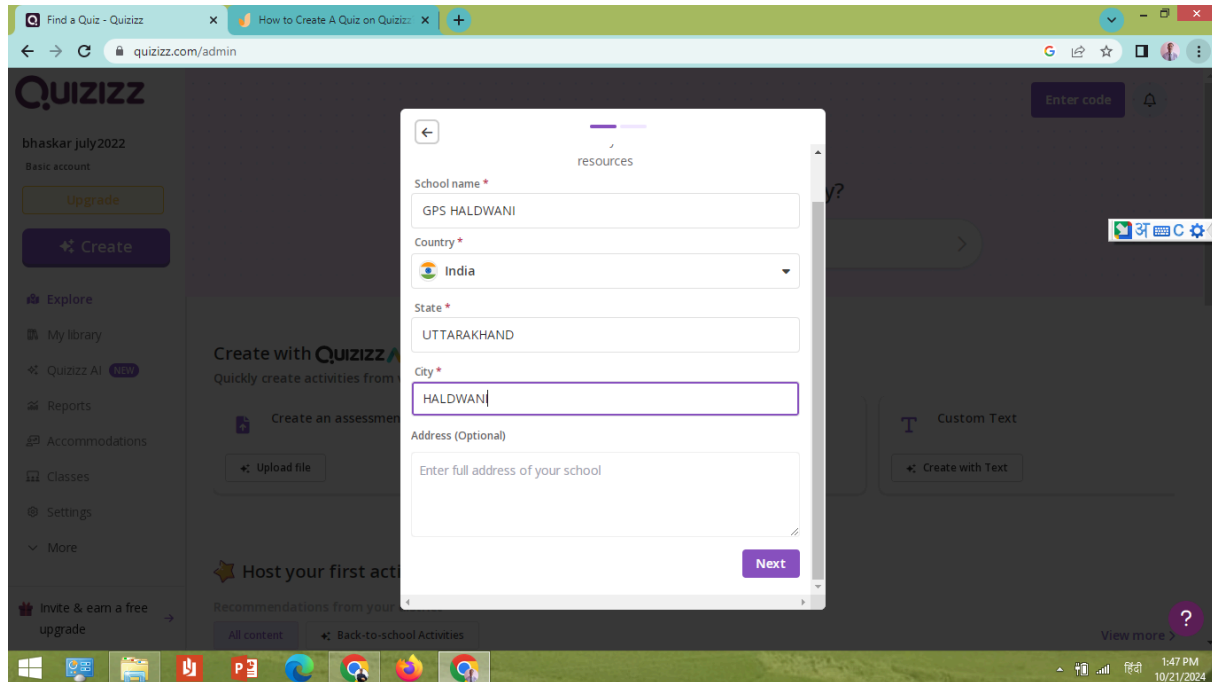 Find a Quiz - Quizizz
How to Create A Quiz on Quizizz
quizizz.com/admin
QUIZIZZ
Enter code
bhaskar july2022
Basic account
Upgrade
Create
Explore
My library
Quizizz AI NEW
Reports
Accommodations
Classes
Settings
More
Invite & earn a free
upgrade
y?
Create with QUIZIZZ
Quickly create activities from
Create an assessmen
Upload file
Custom Text
Create with Text
Host your first acti
Recommendations from your
All content
Back-to-school Activities
View more
resources
School name *
GPS HALDWANI
Country *
India
State *
UTTARAKHAND
City *
HALDWANI
Address (Optional)
Enter full address of your school
Next
अ C
?
हिंदी
1:47 PM
10/21/2024